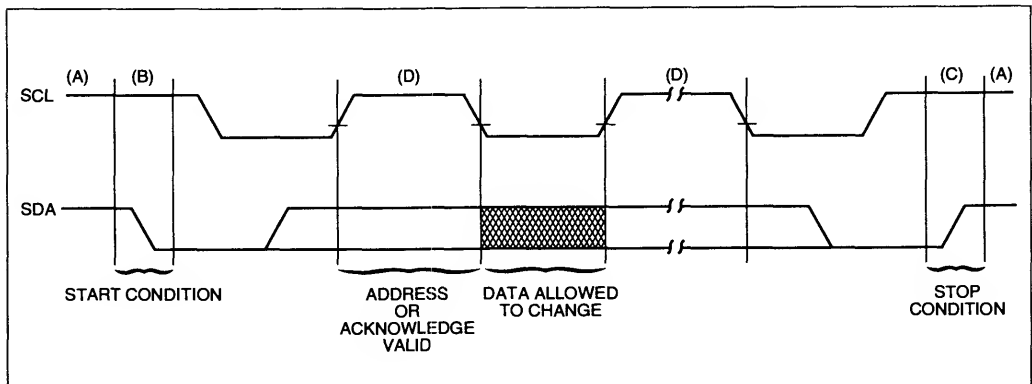 (A) (B) (D) (D) (C) (A)
SCL
SDA
START CONDITION
ADDRESS
OR
ACKNOWLEDGE
VALID
DATA ALLOWED
TO CHANGE
STOP
CONDITION